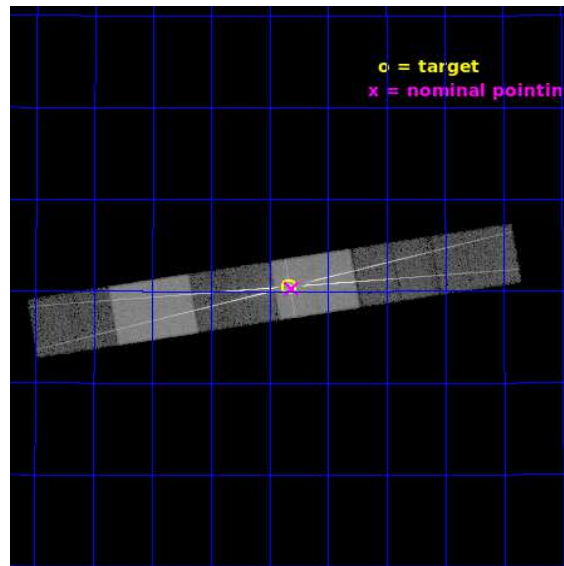 o = target
x = nominal pointin